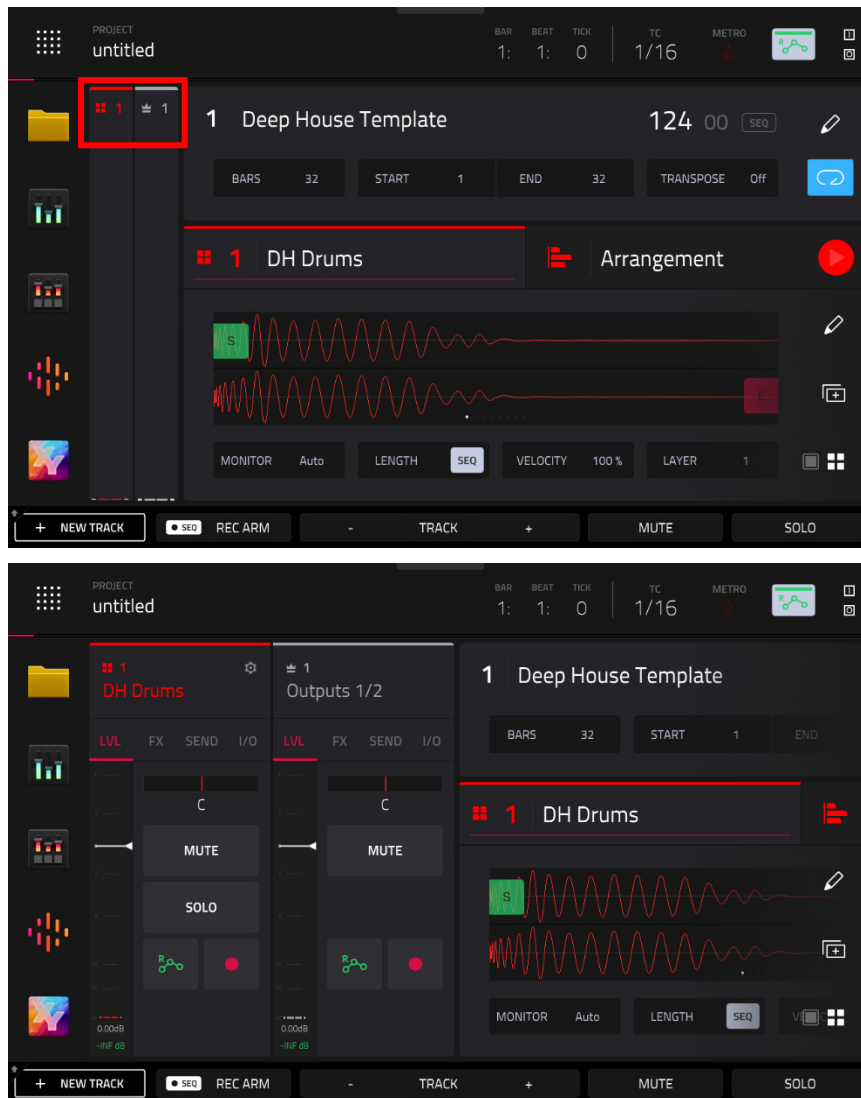 PROJECT
untitled
BAR BEAT TICK TC METRO
1: 1: 0 1/16 R I
O
1 1
1 Deep House Template 124 00 SEQ
BARS 32 START 1 END 32 TRANSPOSE Off
1 DH Drums Arrangement
S
E
MONITOR Auto LENGTH SEQ VELOCITY 100 % LAYER 1
+ NEW TRACK SEQ REC ARM - TRACK + MUTE SOLO
PROJECT
untitled
BAR BEAT TICK TC METRO
1: 1: 0 1/16 R I
O
1 1
DH Drums Outputs 1/2
1 Deep House Template
LVL FX SEND I/O LVL FX SEND I/O
BARS 32 START 1 END
C C
1 DH Drums
MUTE MUTE
SOLO
S
R R
MONITOR Auto LENGTH SEQ
0.00dB 0.00dB
-INF dB -INF dB
+ NEW TRACK SEQ REC ARM - TRACK + MUTE SOLO